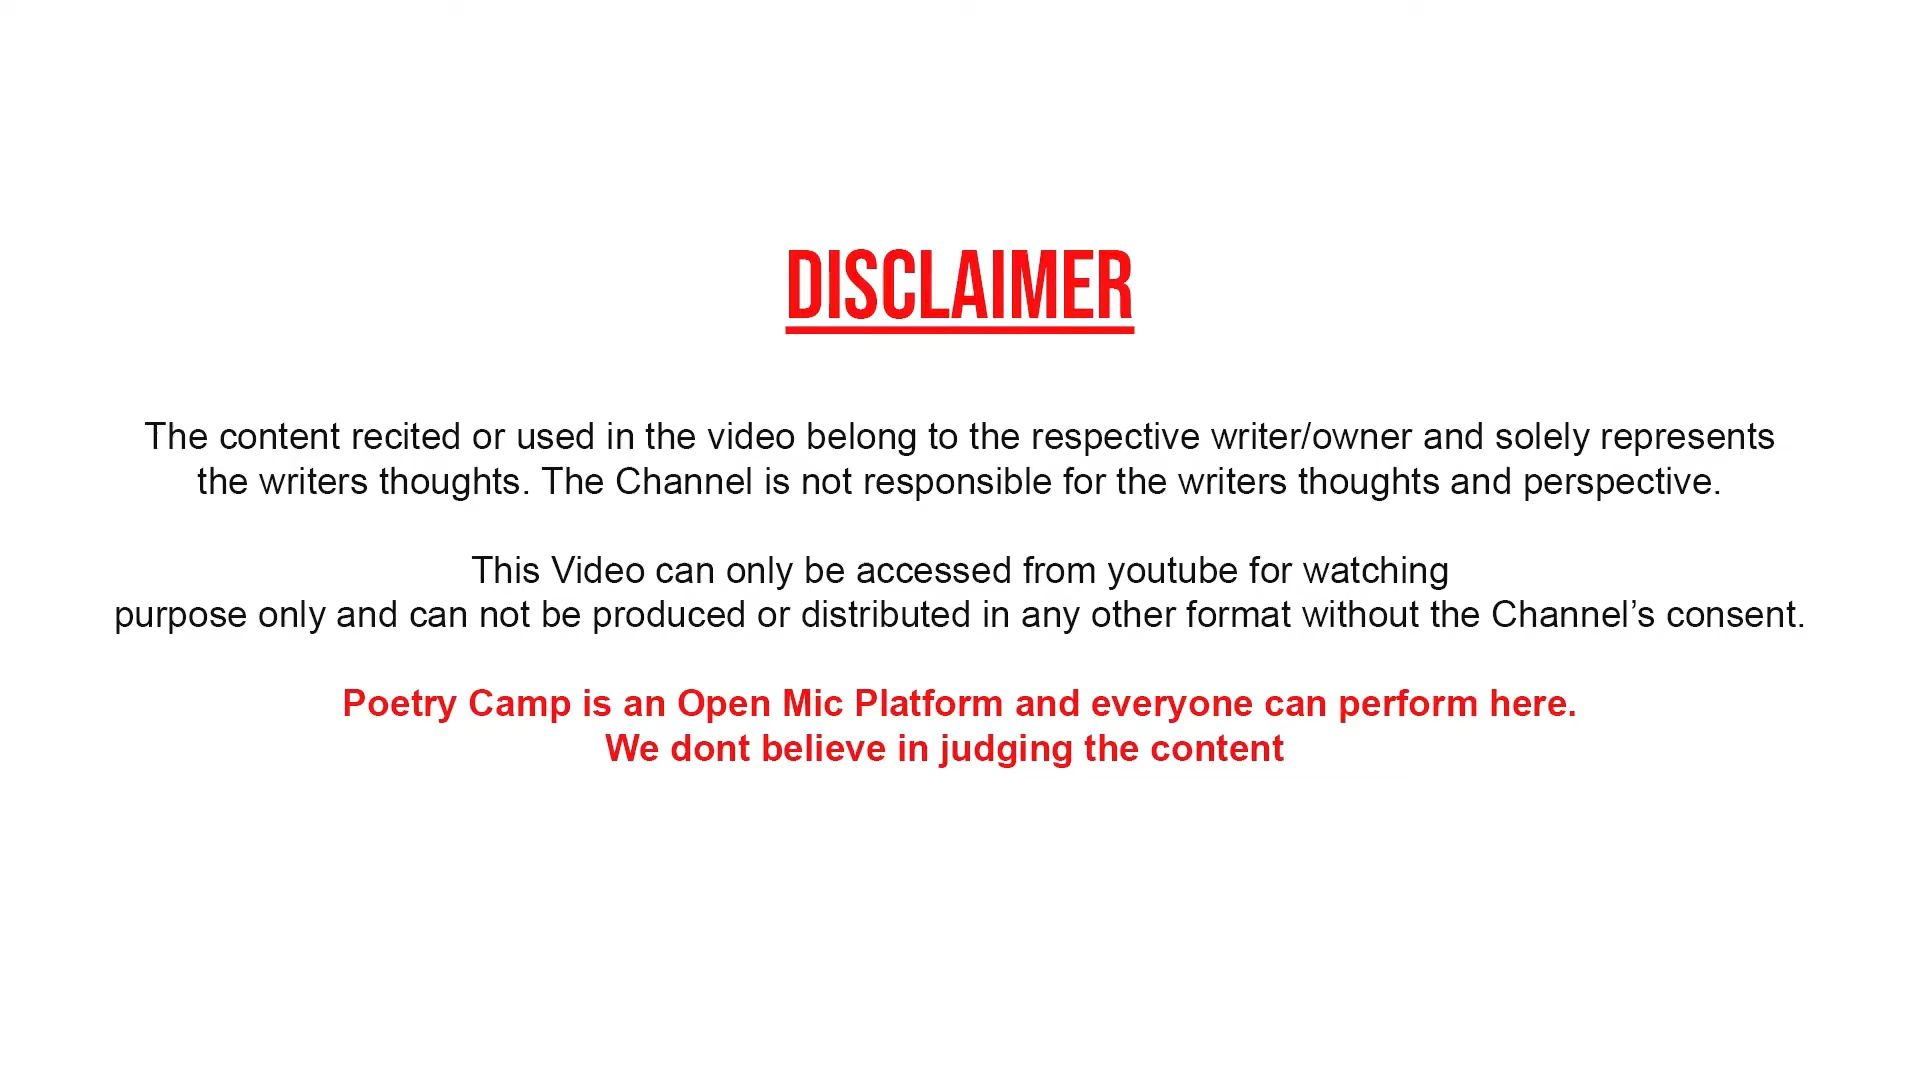 DISCLAIMER
The content recited or used in the video belong to the respective writer/owner and solely represents
the writers thoughts. The Channel is not responsible for the writers thoughts and perspective.
This Video can only be accessed from youtube for watching
purpose only and can not be produced or distributed in any other format without the Channel’s consent.
Poetry Camp is an Open Mic Platform and everyone can perform here.
We dont believe in judging the content